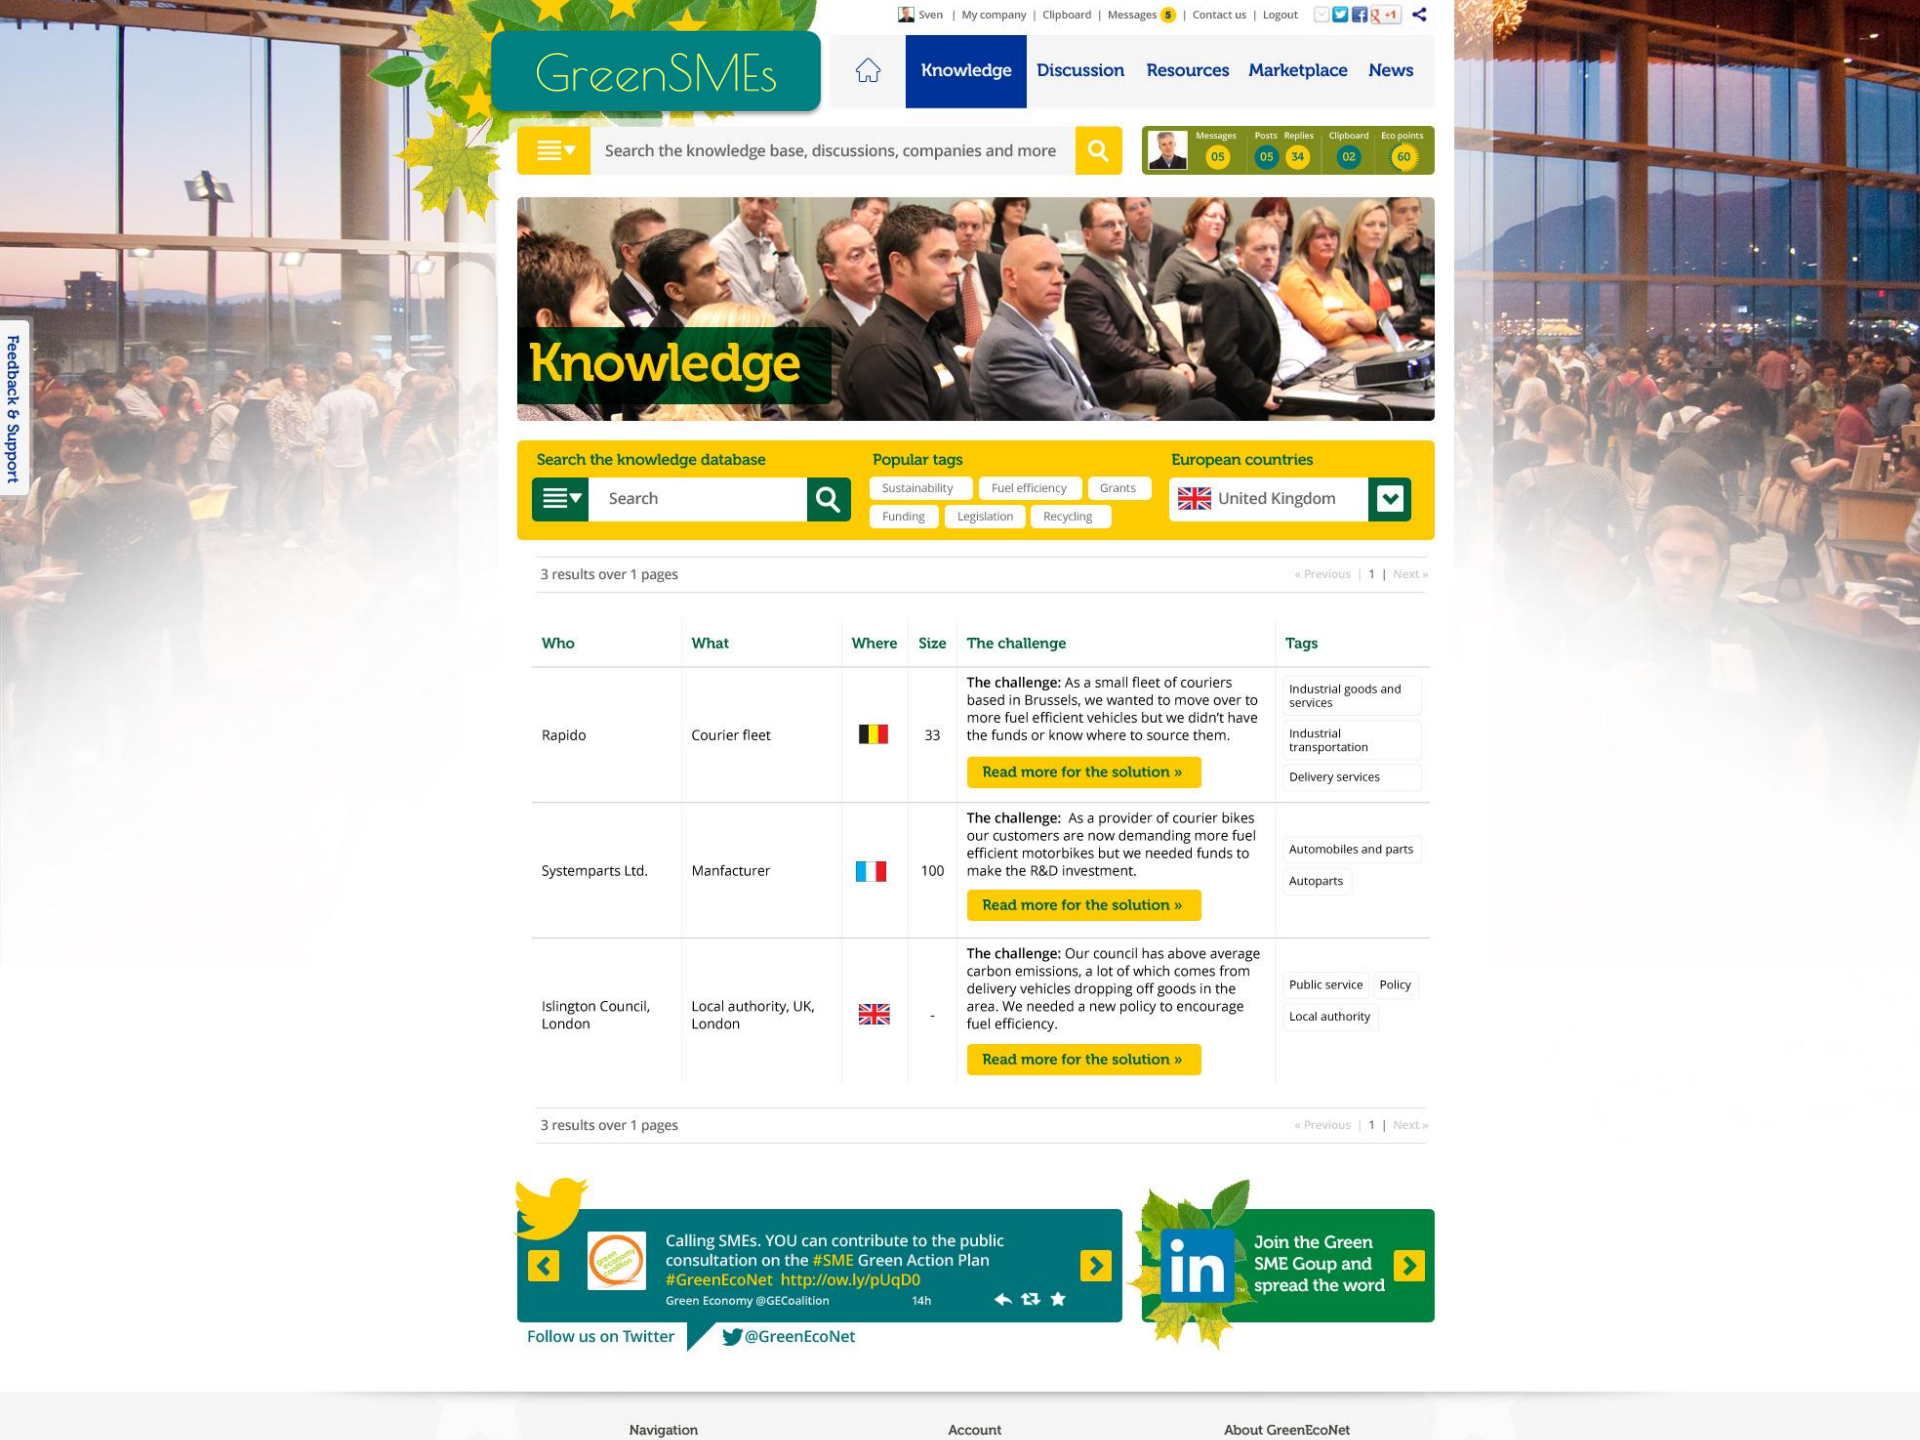 Sven | My company | Clipboard | Messages 5 | Contact us | Logout
+1
GreenSMEs
Knowledge Discussion Resources Marketplace News
Search the knowledge base, discussions, companies and more
Messages Posts Replies Clipboard Eco points
05 05 34 02 60
Feedback & Support
Knowledge
Search the knowledge database
Search
Popular tags
Sustainability Fuel efficiency Grants
Funding Legislation Recycling
European countries
United Kingdom
3 results over 1 pages
« Previous | 1 | Next »
Who What Where Size The challenge Tags
Rapido
Courier fleet
33
The challenge: As a small fleet of couriers
based in Brussels, we wanted to move over to
more fuel efficient vehicles but we didn't have
the funds or know where to source them.
Read more for the solution »
Industrial goods and
services
Industrial
transportation
Delivery services
Systemparts Ltd.
Manfacturer
100
The challenge: As a provider of courier bikes
our customers are now demanding more fuel
efficient motorbikes but we needed funds to
make the R&D investment.
Read more for the solution »
Automobiles and parts
Autoparts
Islington Council,
London
Local authority, UK,
London
-
The challenge: Our council has above average
carbon emissions, a lot of which comes from
delivery vehicles dropping off goods in the
area. We needed a new policy to encourage
fuel efficiency.
Read more for the solution »
Public service Policy
Local authority
3 results over 1 pages
« Previous | 1 | Next »
green economy coalition
Calling SMEs. YOU can contribute to the public
consultation on the #SME Green Action Plan
#GreenEcoNet http://ow.ly/pUqD0
Green Economy @GECoalition 14h
Follow us on Twitter
@GreenEcoNet
in
Join the Green
SME Goup and
spread the word
Navigation Account About GreenEcoNet